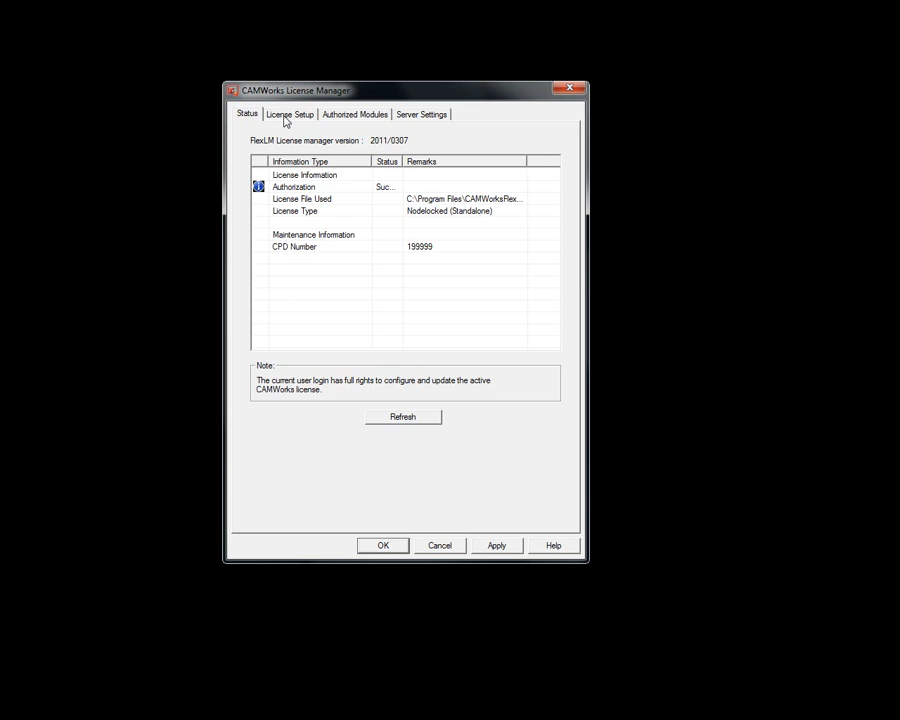 CAMWorks License Manager
Status License Setup Authorized Modules Server Settings
FlexLM License manager version : 2011/0307
Information Type Status Remarks
License Information
Authorization Suc...
License File Used C:\Program Files\CAMWorksFlex...
License Type Nodelocked (Standalone)
Maintenance Information
CPD Number 199999
Note:
The current user login has full rights to configure and update the active
CAMWorks license.
Refresh
OK Cancel Apply Help